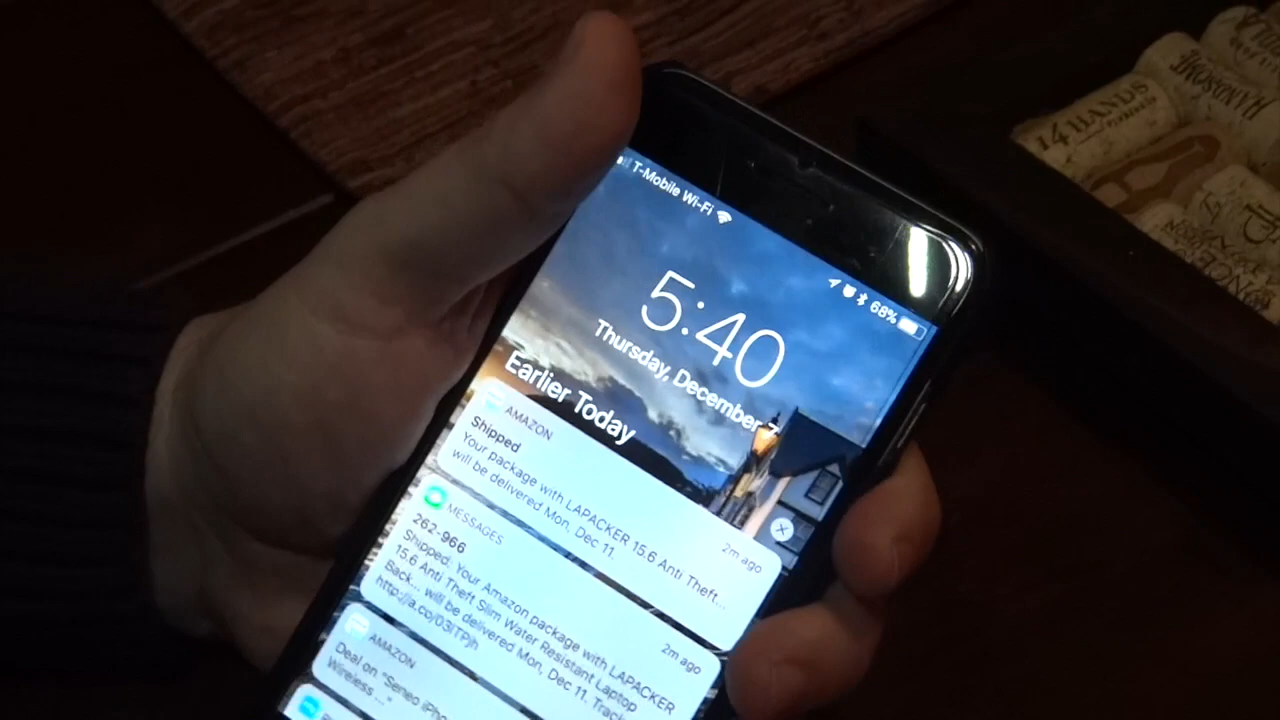 T-Mobile Wi-Fi
68%
5:40
Thursday, December 7
Earlier Today
AMAZON
2m ago
Shipped
Your package with LAPACKER 15.6 Anti Theft...
will be delivered Mon, Dec 11.
MESSAGES
2m ago
262-966
Shipped: Your Amazon package with LAPACKER
15.6 Anti Theft Slim Water Resistant Laptop
Back... will be delivered Mon, Dec 11. Track
AMAZON
Deal on "Seneo iPho
Wireless ..."
14 HANDS
HANDSOME